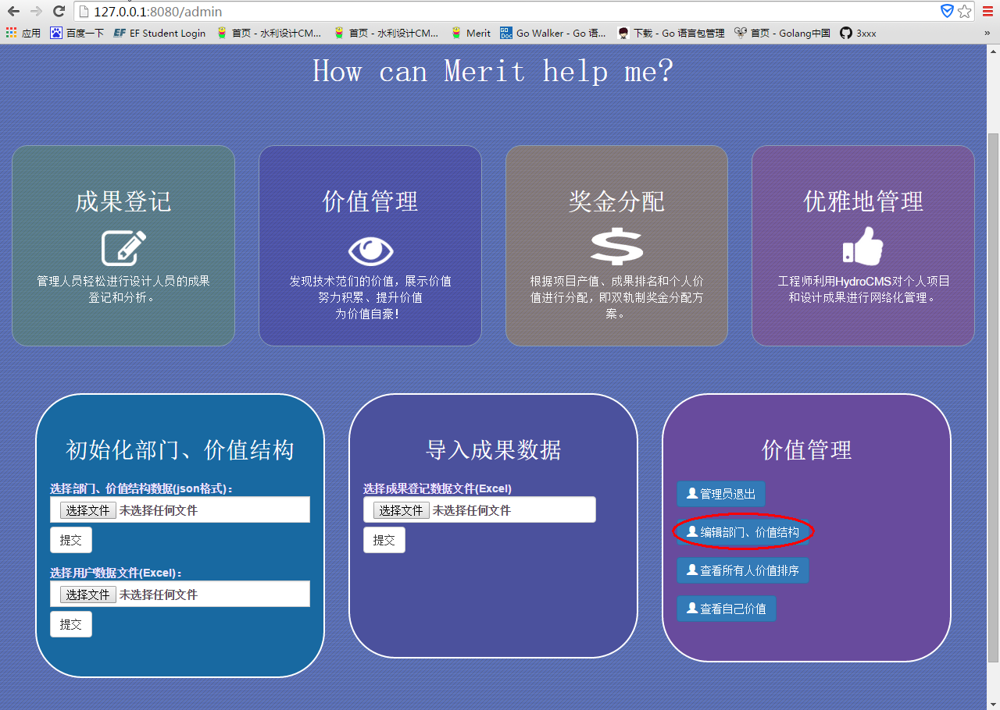 127.0.0.1:8080/admin
应用 百度一下 EF EF Student Login 首页 - 水利设计CM... 首页 - 水利设计CM... Merit GO DOC Go Walker - Go 语... 下载 - Go 语言包管理 首页 - Golang中国 3xxx »
How can Merit help me?
成果登记
管理人员轻松进行设计人员的成果
登记和分析。
价值管理
发现技术范们的价值，展示价值
努力积累、提升价值
为价值自豪！
奖金分配
根据项目产值、成果排名和个人价
值进行分配，即双轨制奖金分配方
案。
优雅地管理
工程师利用HydroCMS对个人项目
和设计成果进行网络化管理。
初始化部门、价值结构
选择部门、价值结构数据(json格式)：
选择文件 未选择任何文件
提交
选择用户数据文件(Excel)：
选择文件 未选择任何文件
提交
导入成果数据
选择成果登记数据文件(Excel)
选择文件 未选择任何文件
提交
价值管理
管理员退出
编辑部门、价值结构
查看所有人价值排序
查看自己价值